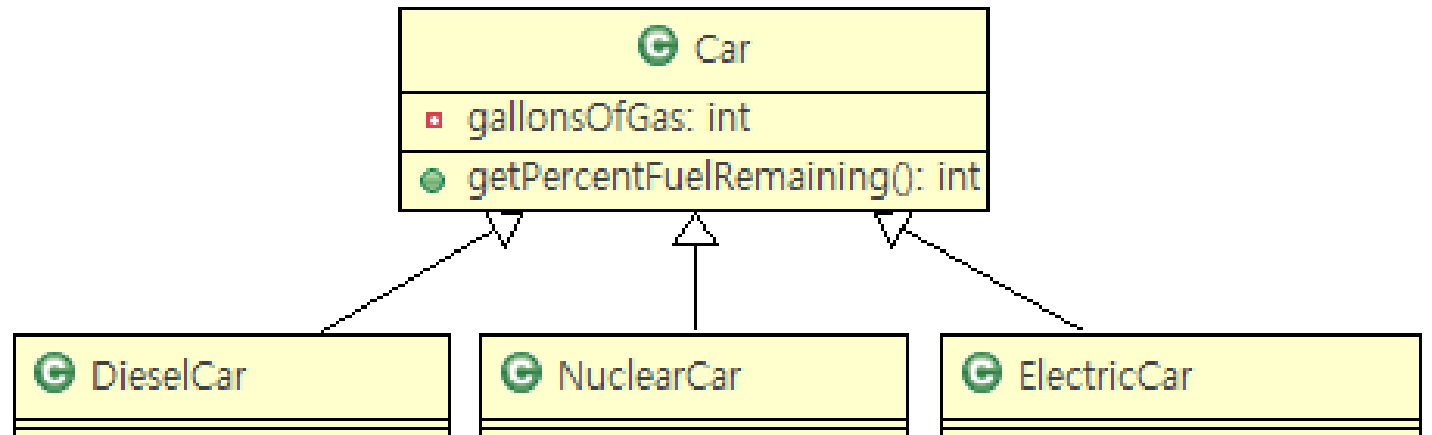 C Car
gallonsOfGas: int
getPercentFuelRemaining(): int
C DieselCar
C NuclearCar
C ElectricCar